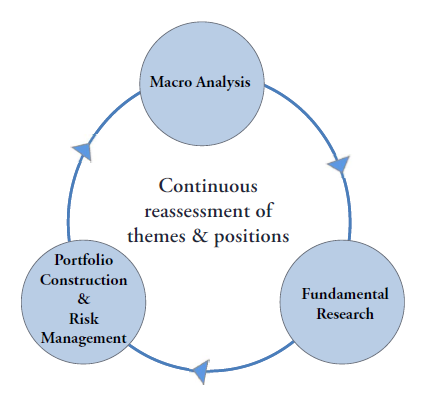 Macro Analysis
Continuous
reassessment of
themes & positions
Portfolio
Construction
&
Risk
Management
Fundamental
Research